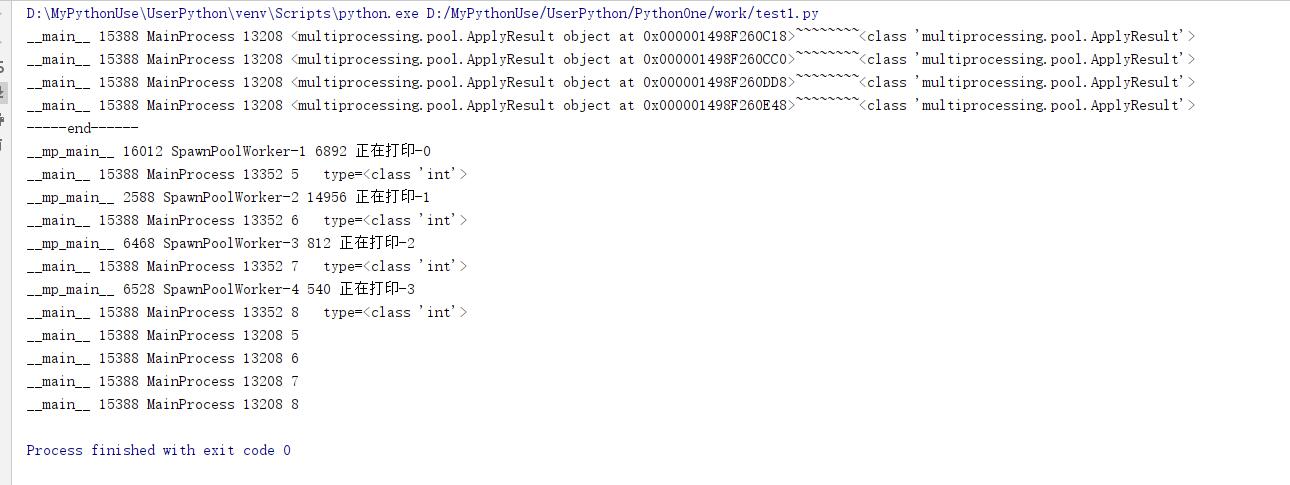 D:\MyPythonUse\UserPython\venv\Scripts\python.exe D:/MyPythonUse/UserPython/PythonOne/work/test1.py
__main__ 15388 MainProcess 13208 <multiprocessing.pool.ApplyResult object at 0x000001498F260C18>~~~~~~~~<class 'multiprocessing.pool.ApplyResult'>
__main__ 15388 MainProcess 13208 <multiprocessing.pool.ApplyResult object at 0x000001498F260CC0>~~~~~~~~<class 'multiprocessing.pool.ApplyResult'>
__main__ 15388 MainProcess 13208 <multiprocessing.pool.ApplyResult object at 0x000001498F260DD8>~~~~~~~~<class 'multiprocessing.pool.ApplyResult'>
__main__ 15388 MainProcess 13208 <multiprocessing.pool.ApplyResult object at 0x000001498F260E48>~~~~~~~~<class 'multiprocessing.pool.ApplyResult'>
-----end------
__mp_main__ 16012 SpawnPoolWorker-1 6892 正在打印-0
__main__ 15388 MainProcess 13352 5   type=<class 'int'>
__mp_main__ 2588 SpawnPoolWorker-2 14956 正在打印-1
__main__ 15388 MainProcess 13352 6   type=<class 'int'>
__mp_main__ 6468 SpawnPoolWorker-3 812 正在打印-2
__main__ 15388 MainProcess 13352 7   type=<class 'int'>
__mp_main__ 6528 SpawnPoolWorker-4 540 正在打印-3
__main__ 15388 MainProcess 13352 8   type=<class 'int'>
__main__ 15388 MainProcess 13208 5
__main__ 15388 MainProcess 13208 6
__main__ 15388 MainProcess 13208 7
__main__ 15388 MainProcess 13208 8
Process finished with exit code 0